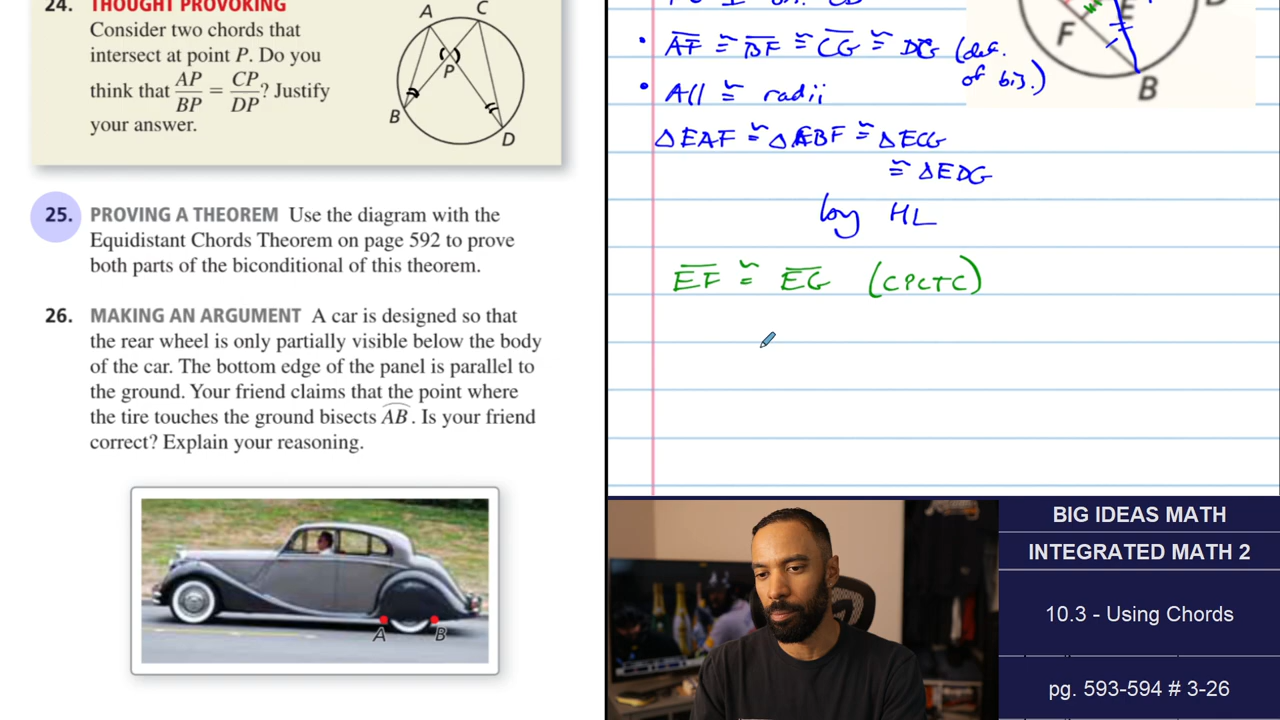 24. THOUGHT PROVOKING
Consider two chords that
intersect at point P. Do you
think that AP/BP = CP/DP? Justify
your answer.
A
C
P
B
D
25. PROVING A THEOREM Use the diagram with the
Equidistant Chords Theorem on page 592 to prove
both parts of the biconditional of this theorem.
26. MAKING AN ARGUMENT A car is designed so that
the rear wheel is only partially visible below the body
of the car. The bottom edge of the panel is parallel to
the ground. Your friend claims that the point where
the tire touches the ground bisects AB. Is your friend
correct? Explain your reasoning.
A
B
• AF ≅ BF ≅ CG ≅ DG (def.
of bis.)
• All ≅ radii
△EAF ≅ △EBF ≅ △ECG
≅ △EDG
by HL
EF ≅ EG (CPCTC)
F
E
B
BIG IDEAS MATH
INTEGRATED MATH 2
10.3 - Using Chords
pg. 593-594 # 3-26